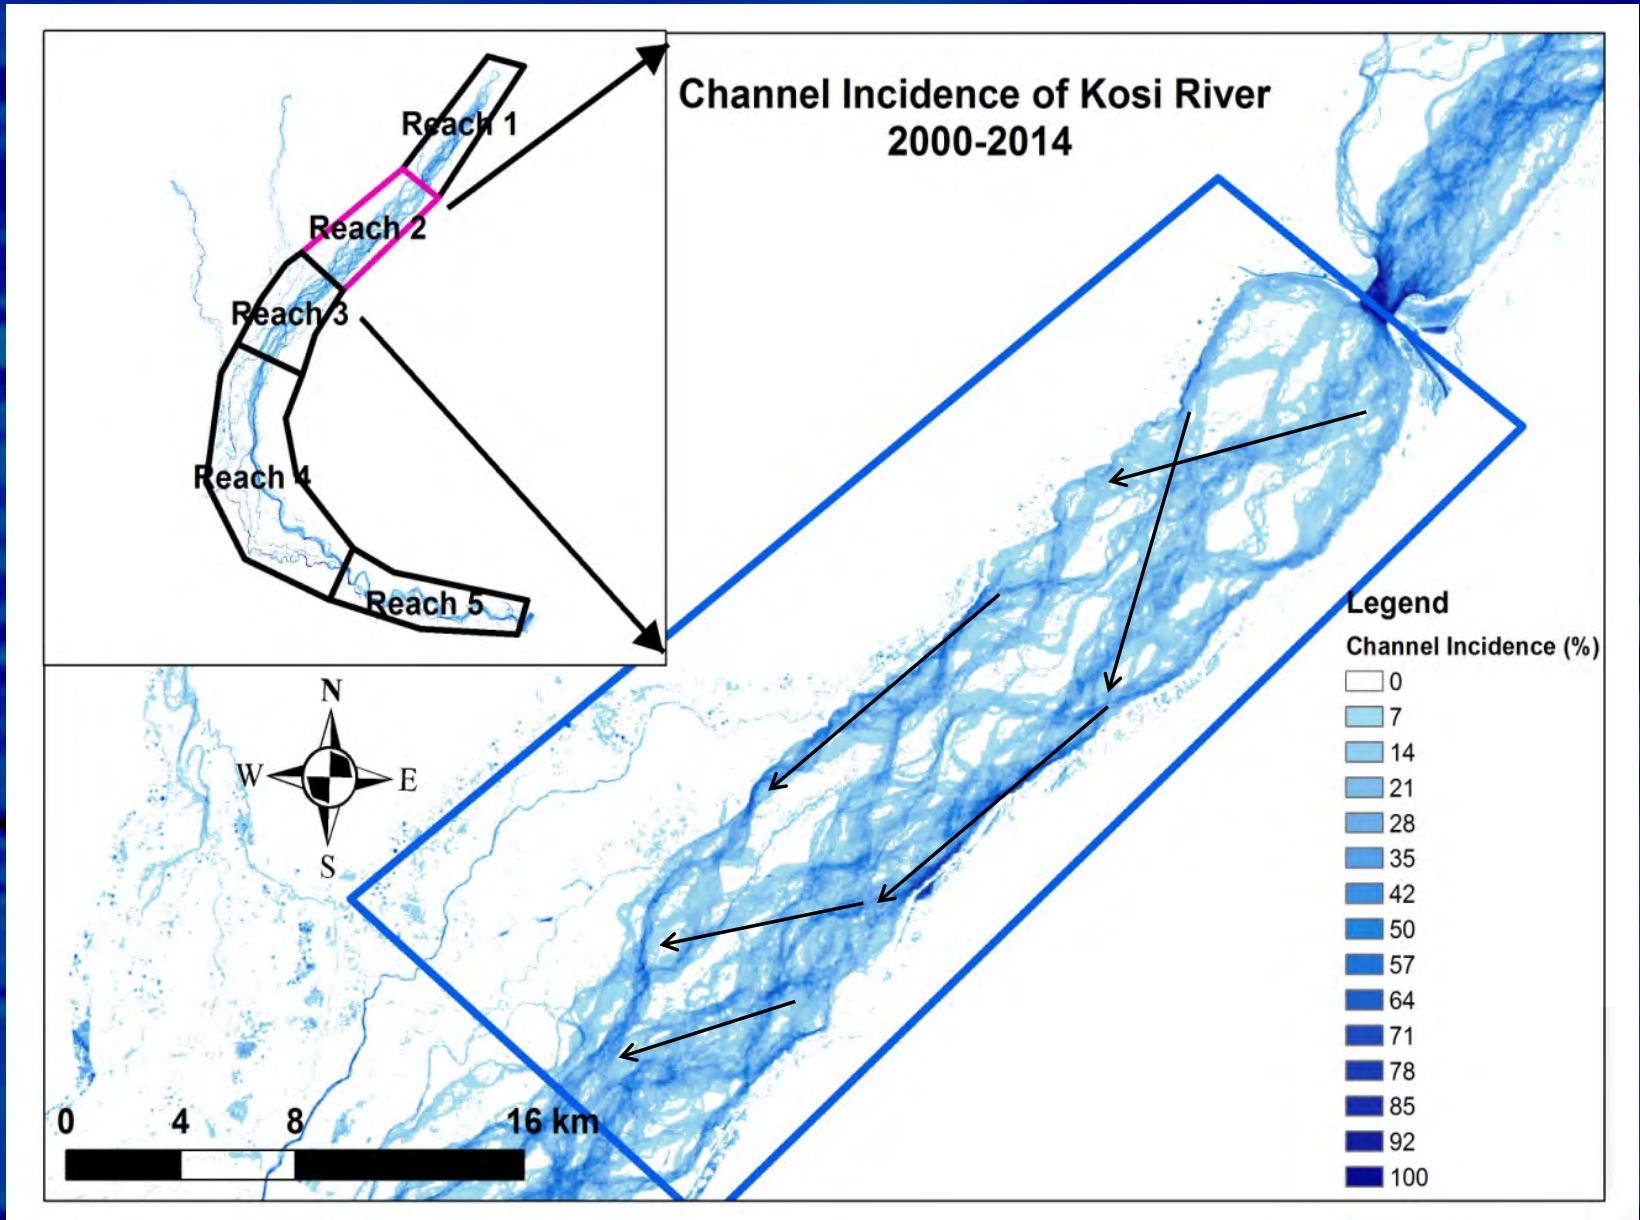 Channel Incidence of Kosi River
2000-2014
Reach 1
Reach 2
Reach 3
Reach 4
Reach 5
N
W
E
S
0 4 8 16 km
Legend
Channel Incidence (%)
0
7
14
21
28
35
42
50
57
64
71
78
85
92
100